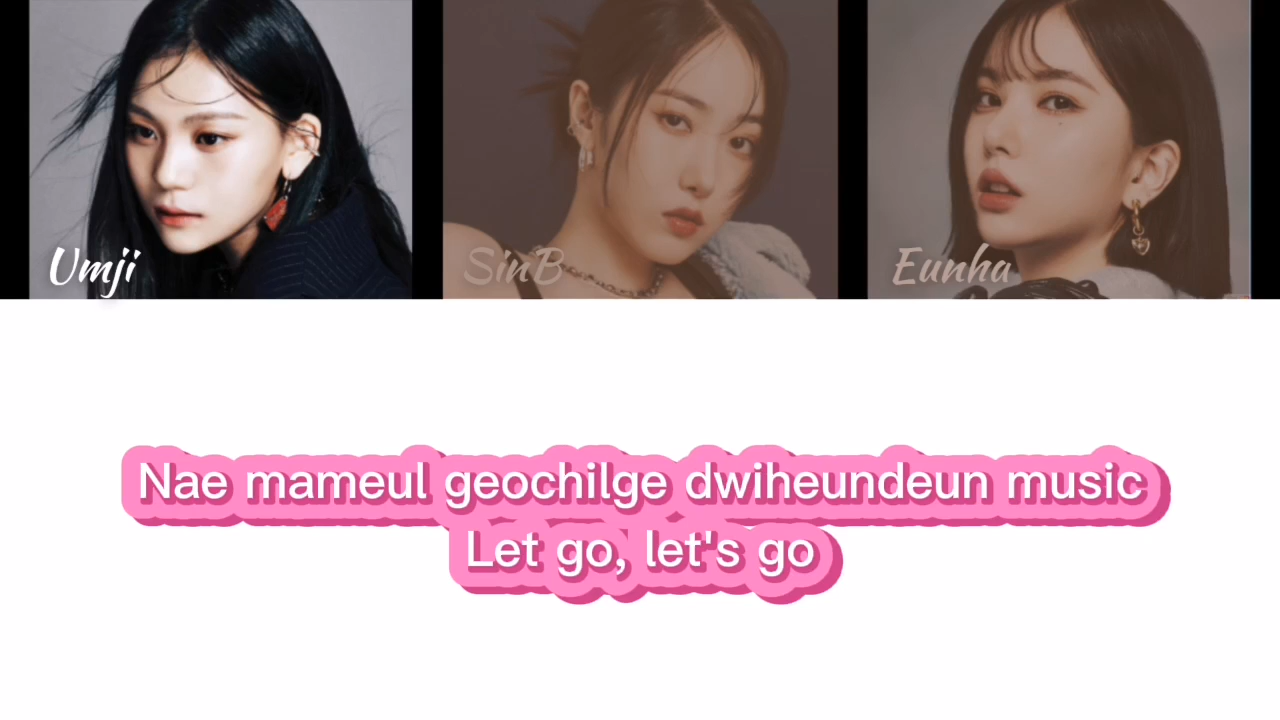 Umji
SinB
Eunha
Nae mameul geochilge dwiheundeun music
Let go, let's go